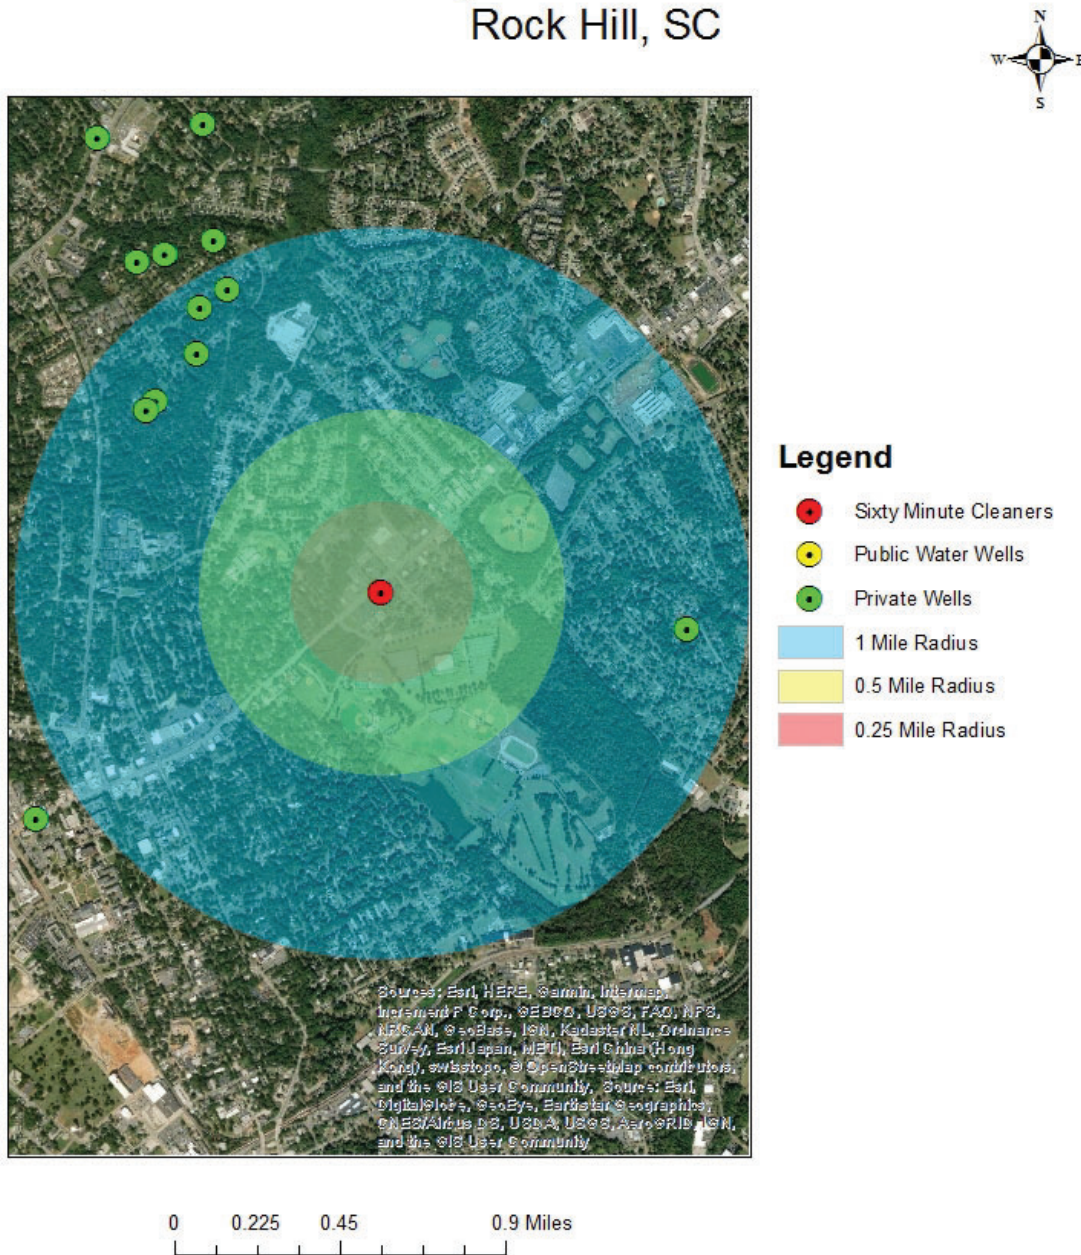 Rock Hill, SC
N
W
E
S
Legend
Sixty Minute Cleaners
Public Water Wells
Private Wells
1 Mile Radius
0.5 Mile Radius
0.25 Mile Radius
Sources: Esri, HERE, Garmin, Intermap,
increment P Corp., GEBCO, USGS, FAO, NPS,
NRCAN, GeoBase, IGN, Kadaster NL, Ordnance
Survey, Esri Japan, METI, Esri China (Hong
Kong), swisstopo, © OpenStreetMap contributors,
and the GIS User Community, Source: Esri,
DigitalGlobe, GeoEye, Earthstar Geographics,
CNES/Airbus DS, USDA, USGS, AeroGRID, IGN,
and the GIS User Community
0 0.225 0.45 0.9 Miles